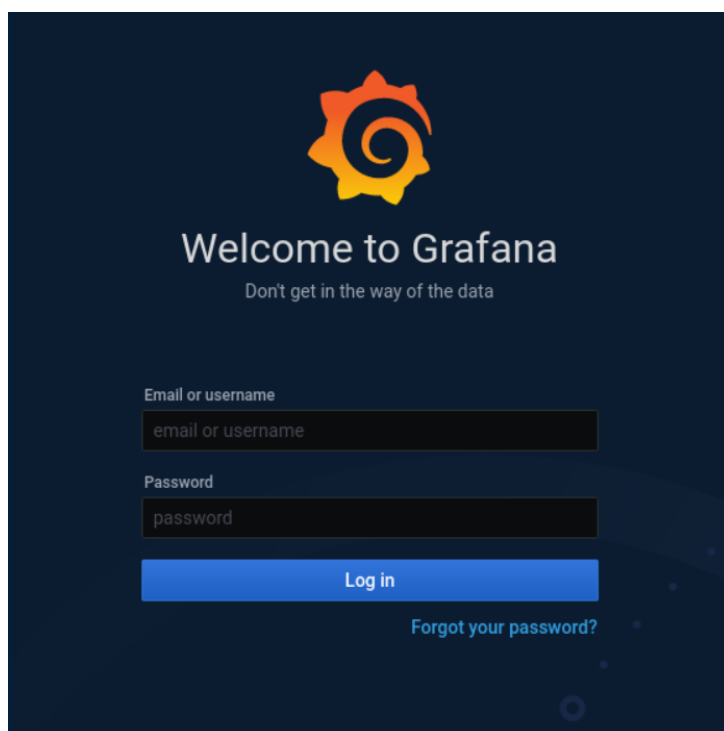 Welcome to Grafana
Don't get in the way of the data
Email or username
email or username
Password
password
Log in
Forgot your password?